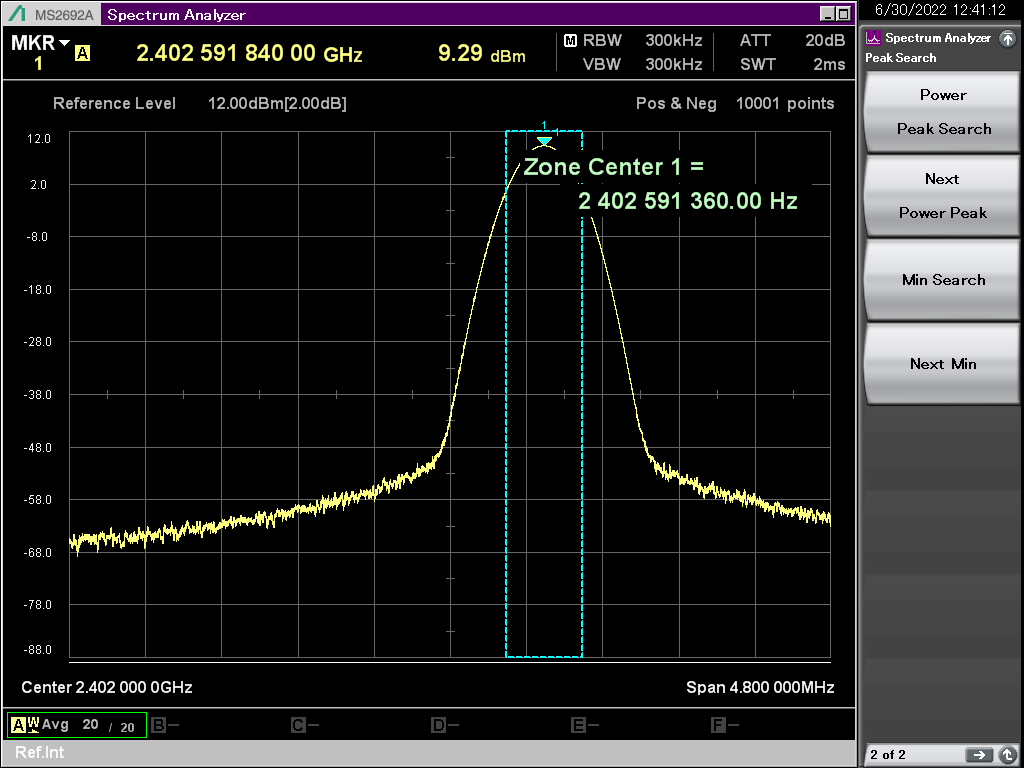 MS2692A Spectrum Analyzer
6/30/2022 12:41:12
MKR
1
A
2.402 591 840 00 GHz
9.29 dBm
M RBW 300kHz
VBW 300kHz
ATT 20dB
SWT 2ms
Reference Level 12.00dBm[2.00dB]
Pos & Neg 10001 points
12.0
2.0
-8.0
-18.0
-28.0
-38.0
-48.0
-58.0
-68.0
-78.0
-88.0
1
Zone Center 1 =
2 402 591 360.00 Hz
Center 2.402 000 0GHz
Span 4.800 000MHz
A W Avg 20 / 20
B
C
D
E
F
Ref.Int
Spectrum Analyzer
Peak Search
Power
Peak Search
Next
Power Peak
Min Search
Next Min
2 of 2